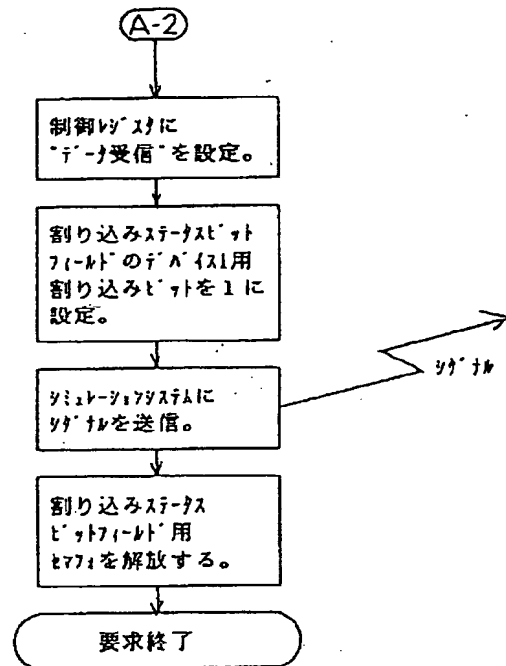 A-2
制御ﾚｼﾞｽﾀに
"ﾃﾞｰﾀ受信"を設定。
割り込みｽﾃｰﾀｽﾋﾞｯﾄ
ﾌｨｰﾙﾄﾞのﾃﾞﾊﾞｲｽ1用
割り込みﾋﾞｯﾄを1に
設定。
ｼﾐｭﾚｰｼｮﾝｼｽﾃﾑに
ｼｸﾞﾅﾙを送信。
ｼｸﾞﾅﾙ
割り込みｽﾃｰﾀｽ
ﾋﾞｯﾄﾌｨｰﾙﾄﾞ用
ｾﾏﾌｫを解放する。
要求終了